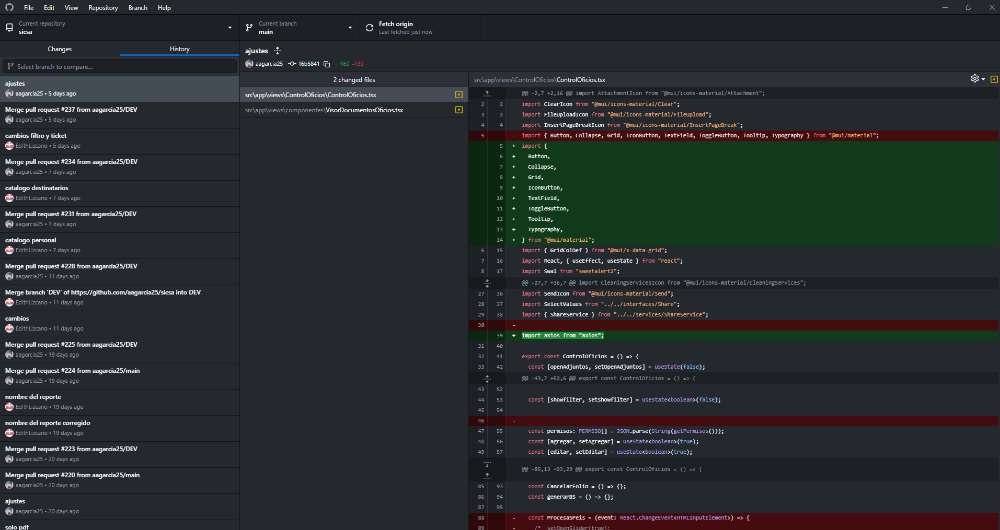 File Edit View Repository Branch Help
Current repository
sicsa
Current branch
main
Fetch origin
Last fetched just now
Changes History
Select branch to compare...
ajustes
aagarcia25 • 5 days ago
Merge pull request #237 from aagarcia25/DEV
aagarcia25 • 5 days ago
cambios filtro y ticket
EdithLizcano • 5 days ago
Merge pull request #234 from aagarcia25/DEV
aagarcia25 • 7 days ago
catalogo destinatarios
EdithLizcano • 7 days ago
Merge pull request #231 from aagarcia25/DEV
aagarcia25 • 7 days ago
catalogo personal
EdithLizcano • 7 days ago
Merge pull request #228 from aagarcia25/DEV
aagarcia25 • 11 days ago
Merge branch 'DEV' of https://github.com/aagarcia25/sicsa into DEV
EdithLizcano • 11 days ago
cambios
EdithLizcano • 11 days ago
Merge pull request #225 from aagarcia25/DEV
aagarcia25 • 19 days ago
Merge pull request #224 from aagarcia25/main
aagarcia25 • 19 days ago
nombre del reporte
EdithLizcano • 19 days ago
nombre del reporte corregido
EdithLizcano • 19 days ago
Merge pull request #223 from aagarcia25/DEV
aagarcia25 • 20 days ago
Merge pull request #220 from aagarcia25/main
aagarcia25 • 20 days ago
ajustes
aagarcia25 • 20 days ago
solo pdf
ajustes
aagarcia25 f6b5841 +160 -130
2 changed files
src\app\views\ControlOficios\ControlOficios.tsx
src\app\views\componentes\VisorDocumentosOficios.tsx
src\app\views\ControlOficios\ControlOficios.tsx
@@ -2,7 +2,16 @@ import AttachmentIcon from "@mui/icons-material/Attachment";
2 2 import ClearIcon from "@mui/icons-material/Clear";
3 3 import FileUploadIcon from "@mui/icons-material/FileUpload";
4 4 import InsertPageBreakIcon from "@mui/icons-material/InsertPageBreak";
5 - import { Button, Collapse, Grid, IconButton, TextField, ToggleButton, Tooltip, Typography } from "@mui/material";
5 + import {
6 + Button,
7 + Collapse,
8 + Grid,
9 + IconButton,
10 + TextField,
11 + ToggleButton,
12 + Tooltip,
13 + Typography,
14 + } from "@mui/material";
6 15 import { GridColDef } from "@mui/x-data-grid";
7 16 import React, { useEffect, useState } from "react";
8 17 import Swal from "sweetalert2";
@@ -27,7 +36,7 @@ import CleaningServicesIcon from "@mui/icons-material/CleaningServices";
27 36 import SendIcon from "@mui/icons-material/Send";
28 37 import SelectValues from "../../interfaces/Share";
29 38 import { ShareService } from "../../services/ShareService";
30 -
39 + import axios from "axios";
31 40
32 41 export const ControlOficios = () => {
33 42 const [openAdjuntos, setOpenAdjuntos] = useState(false);
@@ -43,7 +52,6 @@ export const ControlOficios = () => {
43 52
44 53 const [showfilter, setshowfilter] = useState<boolean>(false);
45 54
46 -
47 55 const permisos: PERMISO[] = JSON.parse(String(getPermisos()));
48 56 const [agregar, setAgregar] = useState<boolean>(true);
49 57 const [editar, setEditar] = useState<boolean>(true);
@@ -85,13 +93,29 @@ export const ControlOficios = () => {
85 93 const CancelarFolio = () => {};
86 94 const generarBS = () => {};
87 95
88 - const ProcesaSPeis = (event: React.ChangeEvent<HTMLInputElement>) => {
89 - /* setOpenSlider(true);